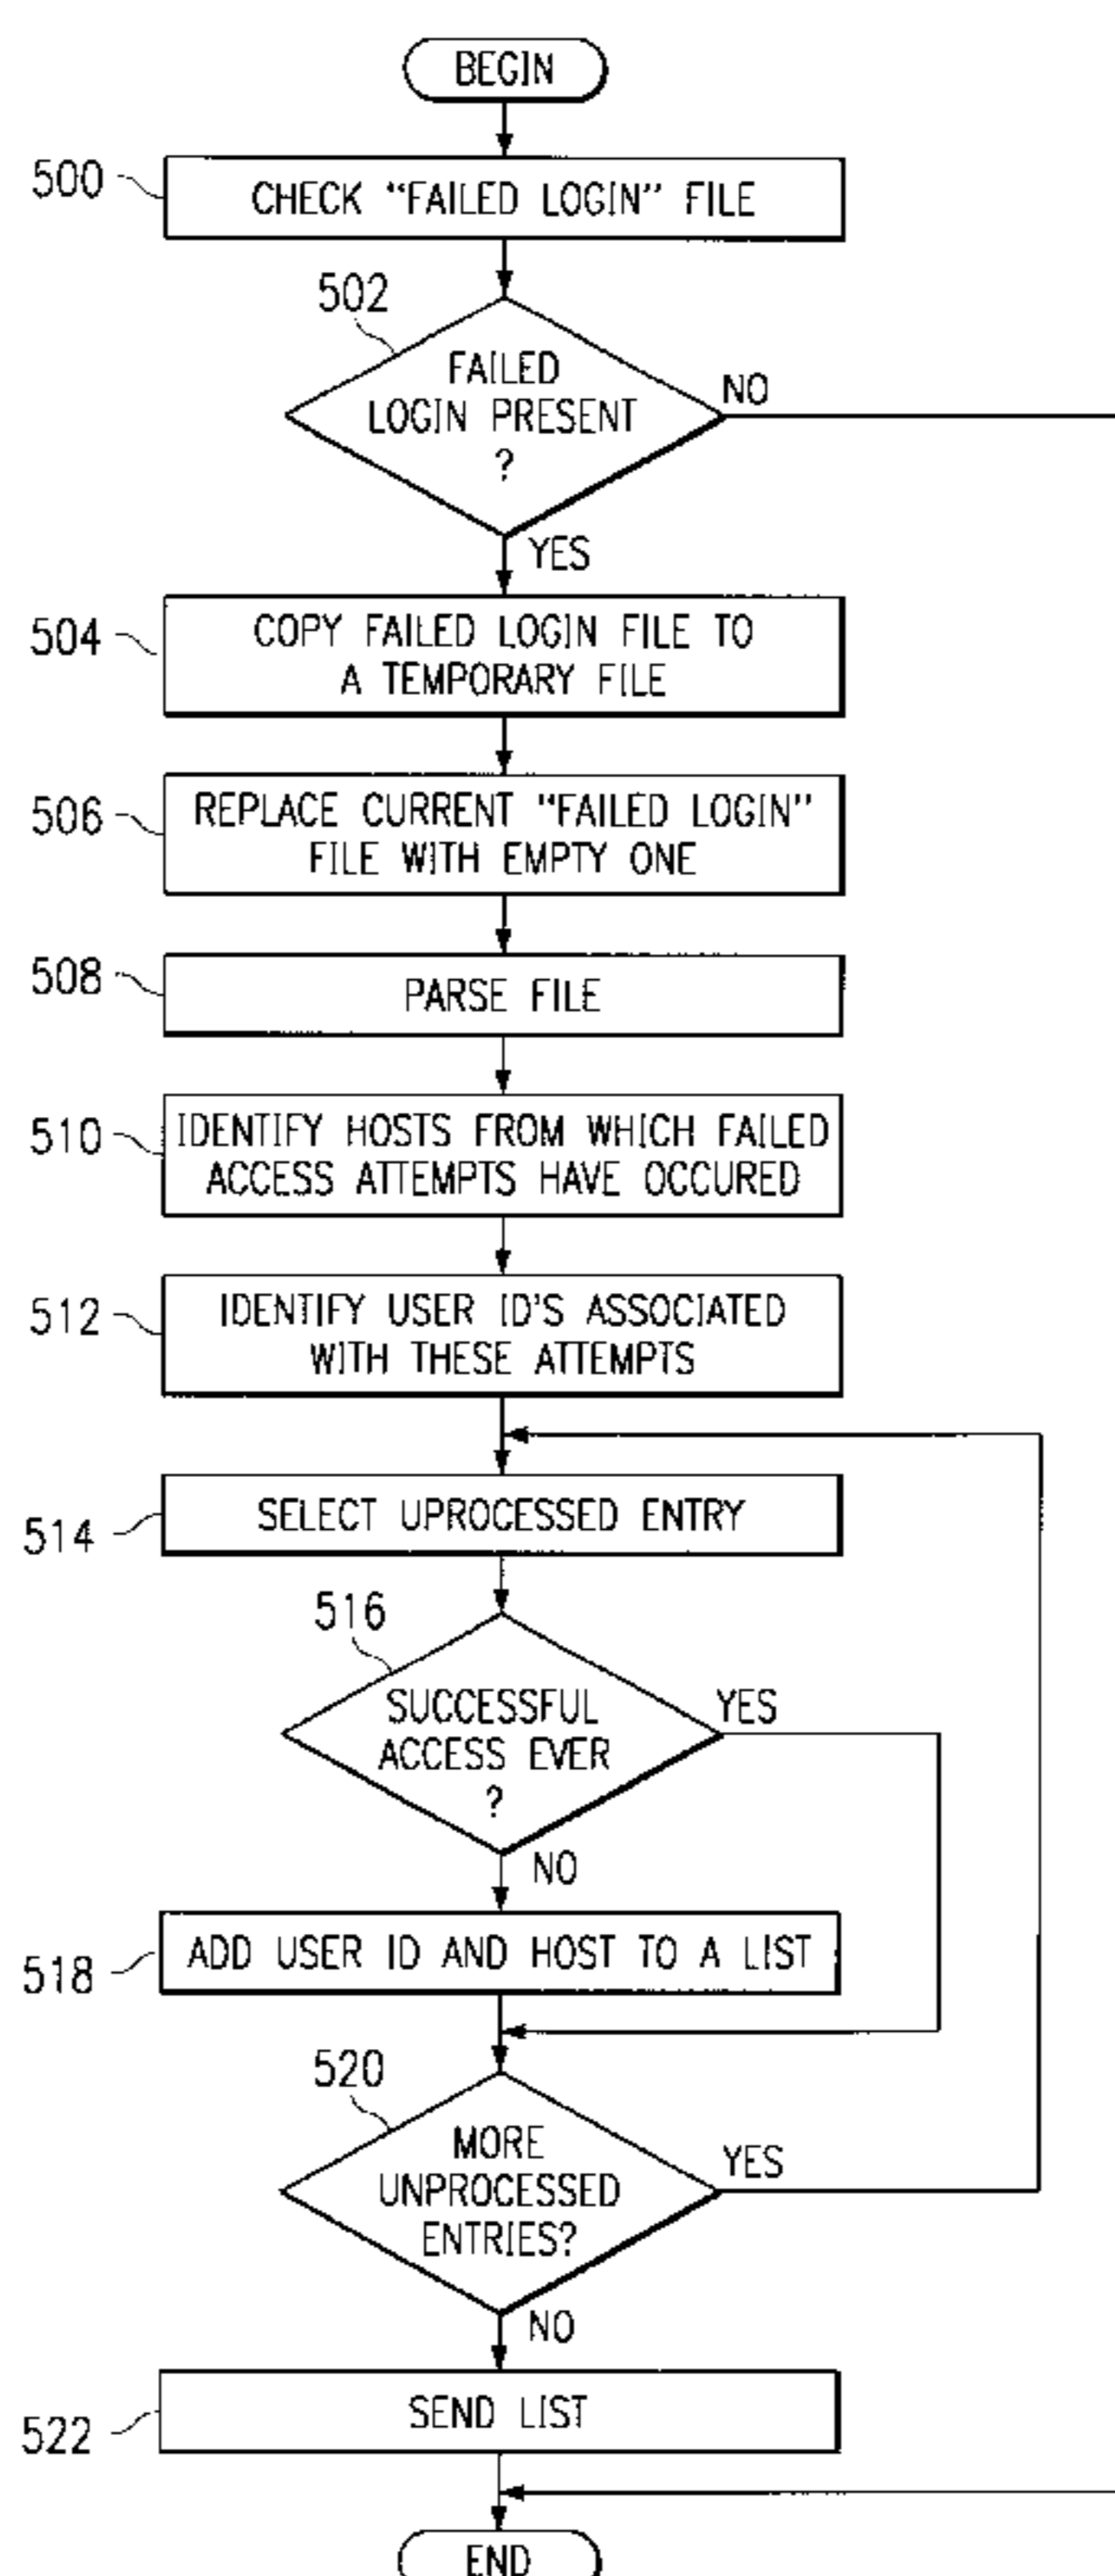 BEGIN
500
CHECK "FAILED LOGIN" FILE
502
FAILED
LOGIN PRESENT
?
NO
YES
504
COPY FAILED LOGIN FILE TO
A TEMPORARY FILE
506
REPLACE CURRENT "FAILED LOGIN"
FILE WITH EMPTY ONE
508
PARSE FILE
510
IDENTIFY HOSTS FROM WHICH FAILED
ACCESS ATTEMPTS HAVE OCCURED
512
IDENTIFY USER ID'S ASSOCIATED
WITH THESE ATTEMPTS
514
SELECT UPROCESSED ENTRY
516
SUCCESSFUL
ACCESS EVER
?
YES
NO
518
ADD USER ID AND HOST TO A LIST
520
MORE
UNPROCESSED
ENTRIES?
YES
NO
522
SEND LIST
END